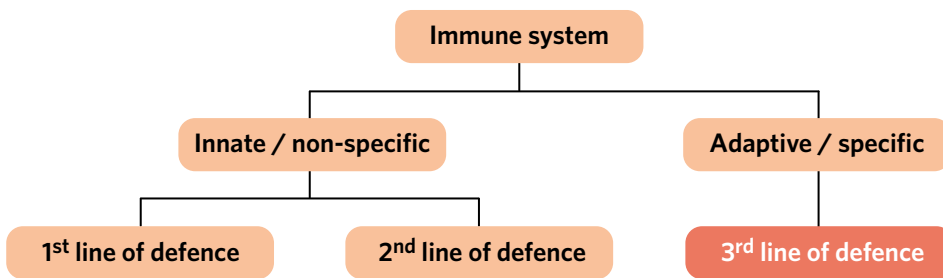 Immune system
Innate / non-specific
Adaptive / specific
1st line of defence
2nd line of defence
3rd line of defence